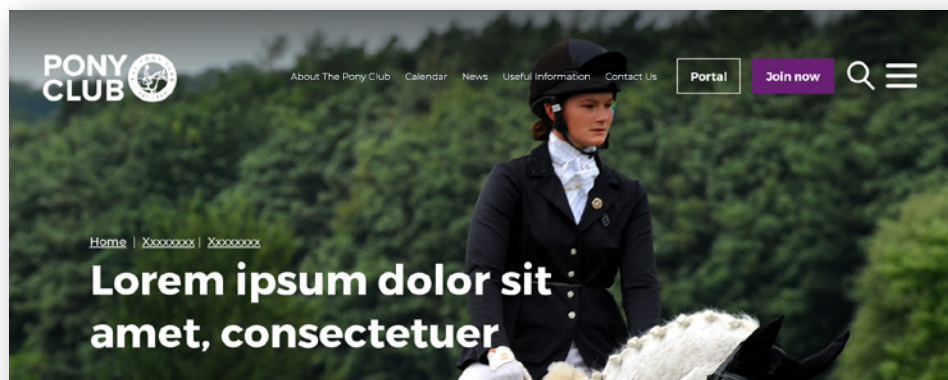 PONY
CLUB
About The Pony Club Calendar News Useful Information Contact Us Portal Join now
Home | Xxxxxxxx | Xxxxxxxx
Lorem ipsum dolor sit
amet, consectetuer